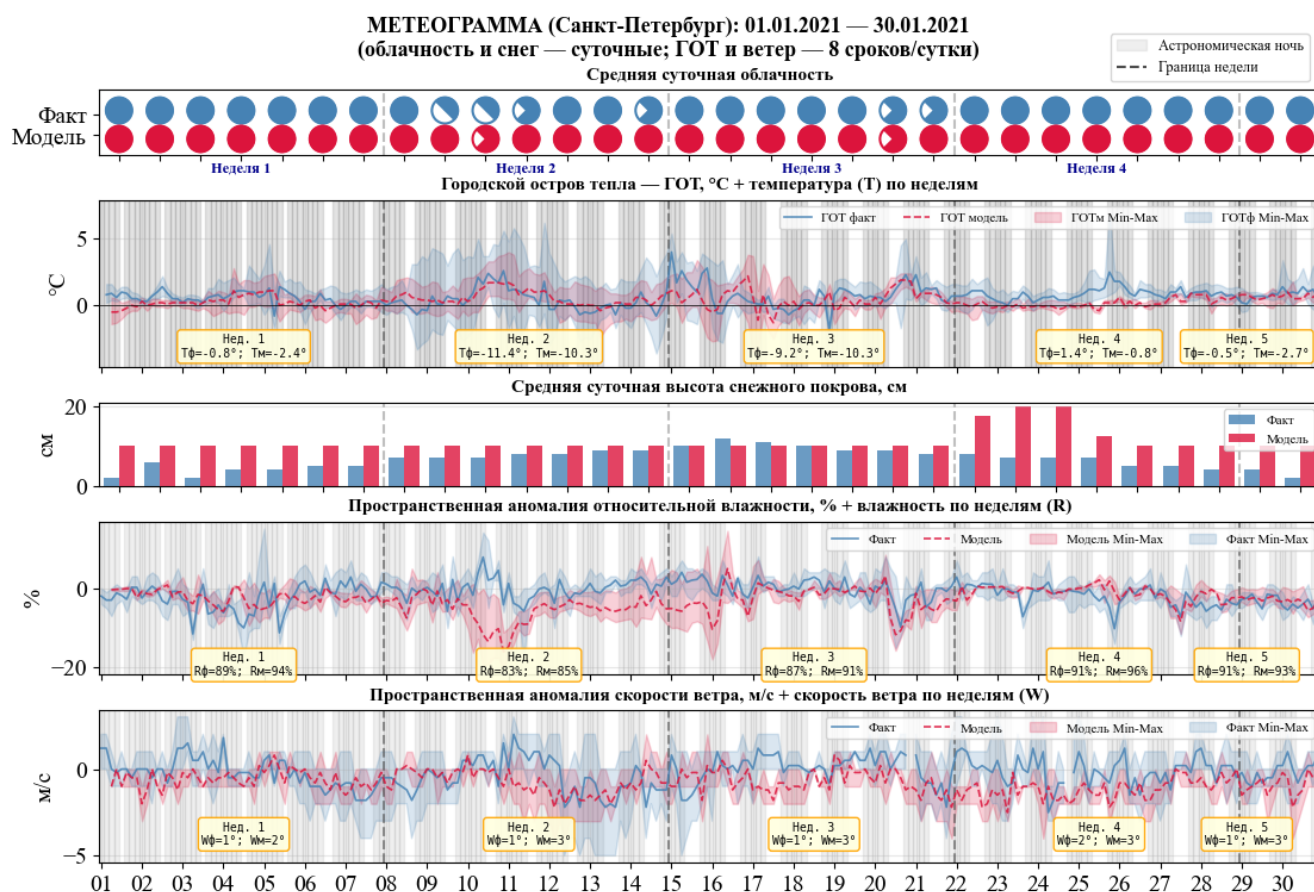 МЕТЕОГРАММА (Санкт-Петербург): 01.01.2021 — 30.01.2021
(облачность и снег — суточные; ГОТ и ветер — 8 сроков/сутки)
Астрономическая ночь
Граница недели
Средняя суточная облачность
Факт
Модель
Неделя 1 Неделя 2 Неделя 3 Неделя 4
Городской остров тепла — ГОТ, °C + температура (T) по неделям
ГОТ факт ГОТ модель ГОТм Min-Max ГОТф Min-Max
5
0
°C
Нед. 1
Tф=-0.8°; Tм=-2.4°
Нед. 2
Tф=-11.4°; Tм=-10.3°
Нед. 3
Tф=-9.2°; Tм=-10.3°
Нед. 4
Tф=1.4°; Tм=-0.8°
Нед. 5
Tф=-0.5°; Tм=-2.7°
Средняя суточная высота снежного покрова, см
20
0
см
Факт
Модель
Пространственная аномалия относительной влажности, % + влажность по неделям (R)
Факт Модель Модель Min-Max Факт Min-Max
0
−20
%
Нед. 1
Rф=89%; Rм=94%
Нед. 2
Rф=83%; Rм=85%
Нед. 3
Rф=87%; Rм=91%
Нед. 4
Rф=91%; Rм=96%
Нед. 5
Rф=91%; Rм=93%
Пространственная аномалия скорости ветра, м/с + скорость ветра по неделям (W)
Факт Модель Модель Min-Max Факт Min-Max
0
−5
м/с
Нед. 1
Wф=1°; Wм=2°
Нед. 2
Wф=1°; Wм=3°
Нед. 3
Wф=1°; Wм=3°
Нед. 4
Wф=2°; Wм=3°
Нед. 5
Wф=1°; Wм=3°
01 02 03 04 05 06 07 08 09 10 11 12 13 14 15 16 17 18 19 20 21 22 23 24 25 26 27 28 29 30